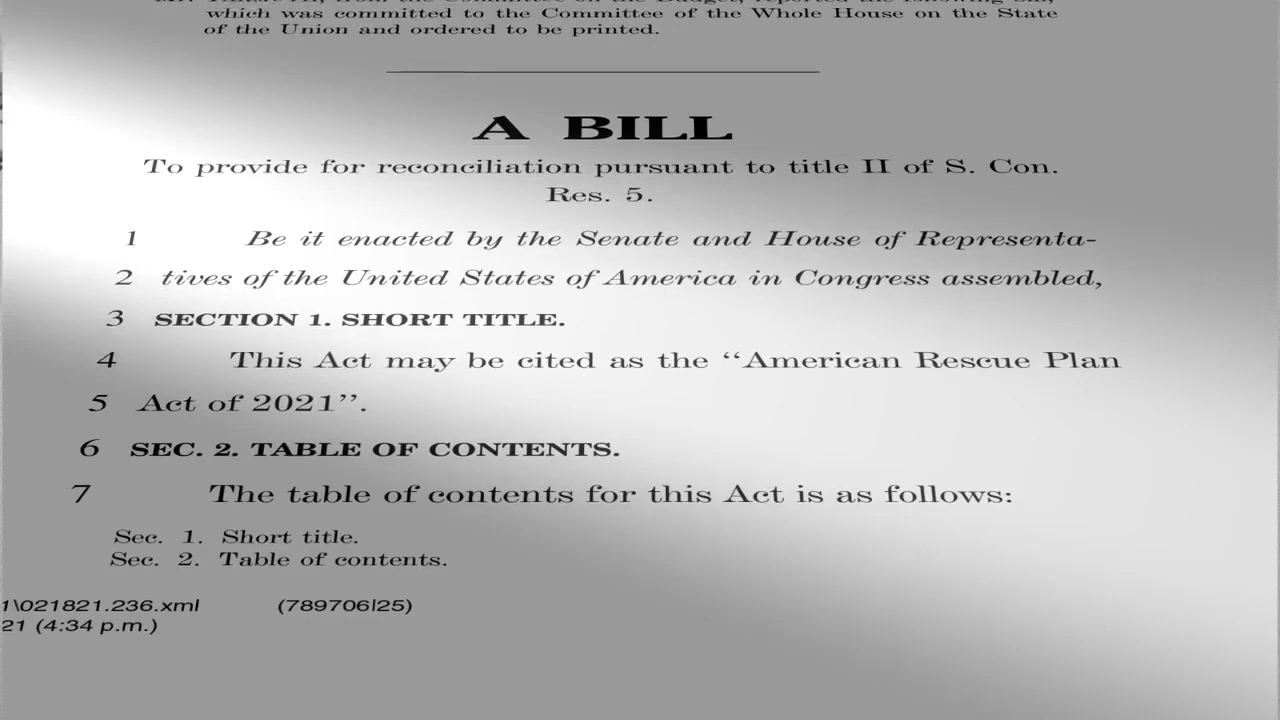 which was committed to the Committee of the Whole House on the State
of the Union and ordered to be printed.
A BILL
To provide for reconciliation pursuant to title II of S. Con.
Res. 5.
1 Be it enacted by the Senate and House of Representa-
2 tives of the United States of America in Congress assembled,
3 SECTION 1. SHORT TITLE.
4 This Act may be cited as the ‘‘American Rescue Plan
5 Act of 2021’’.
6 SEC. 2. TABLE OF CONTENTS.
7 The table of contents for this Act is as follows:
Sec. 1. Short title.
Sec. 2. Table of contents.
1\021821.236.xml (789706|25)
21 (4:34 p.m.)